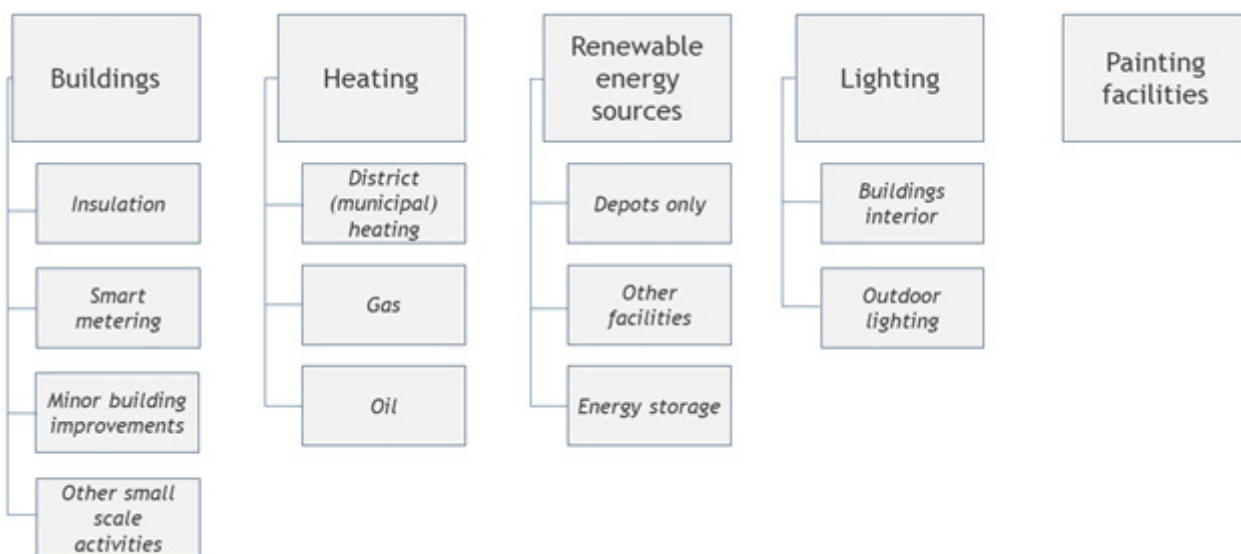 Buildings
Insulation
Smart
metering
Minor building
improvements
Other small
scale
activities
Heating
District
(municipal)
heating
Gas
Oil
Renewable
energy
sources
Depots only
Other
facilities
Energy storage
Lighting
Buildings
interior
Outdoor
lighting
Painting
facilities